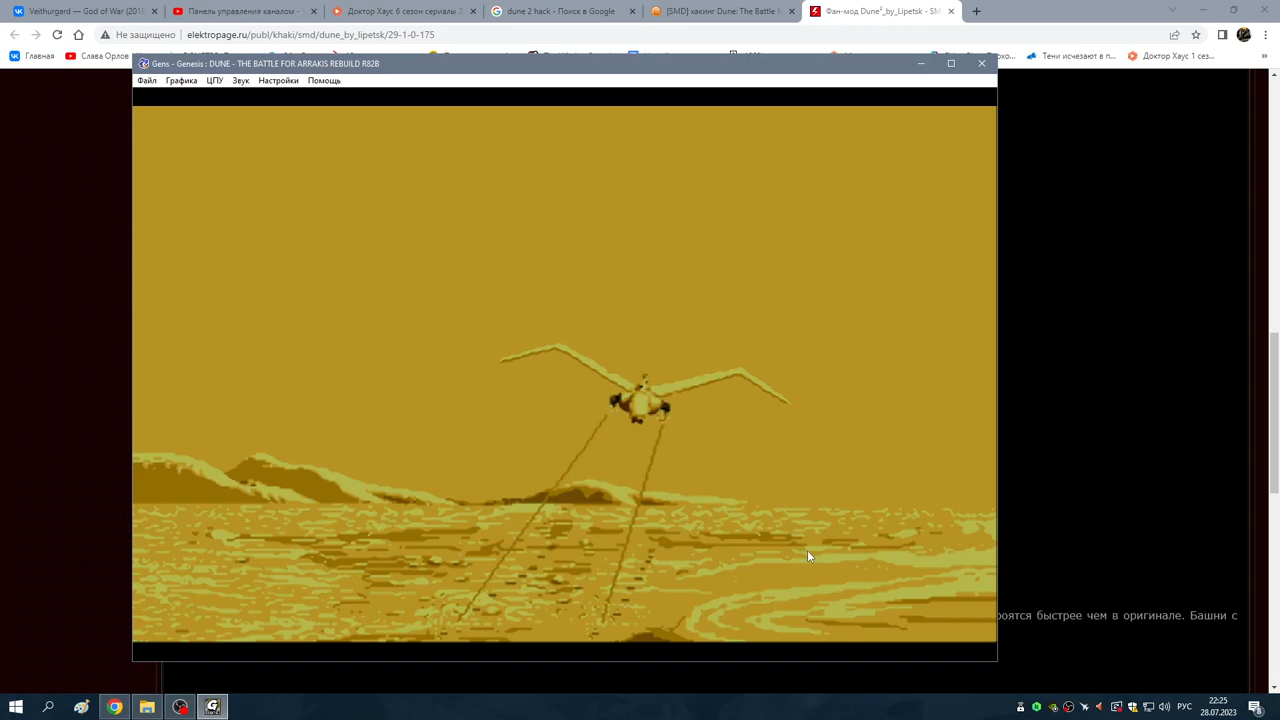 Veithurgard — God of War (2018
Панель управления каналом - Y
Доктор Хаус 6 сезон сериалы 3
dune 2 hack - Поиск в Google
[SMD] хакинг Dune: The Battle fo
Фан-мод Dune²_by_Lipetsk - SM
Не защищено
elektropage.ru/publ/khaki/smd/dune_by_lipetsk/29-1-0-175
Главная
Слава Орлов
Тени исчезают в п...
Доктор Хаус 1 сез...
Gens - Genesis : DUNE - THE BATTLE FOR ARRAKIS REBUILD R82B
Файл Графика ЦПУ Звук Настройки Помощь
роятся быстрее чем в оригинале. Башни с
РУС
22:25
28.07.2023
8